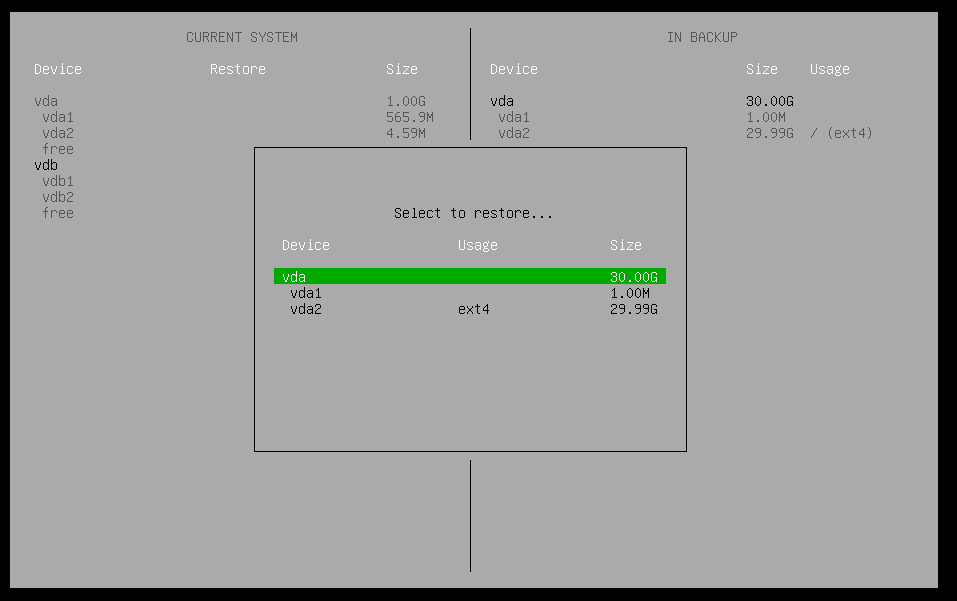 CURRENT SYSTEM IN BACKUP
Device Restore Size Device Size Usage
vda 1.00G vda 30.00G
vda1 565.9M vda1 1.00M
vda2 4.59M vda2 29.99G / (ext4)
free
vdb
vdb1
vdb2
free
Select to restore...
Device Usage Size
vda 30.00G
vda1 1.00M
vda2 ext4 29.99G